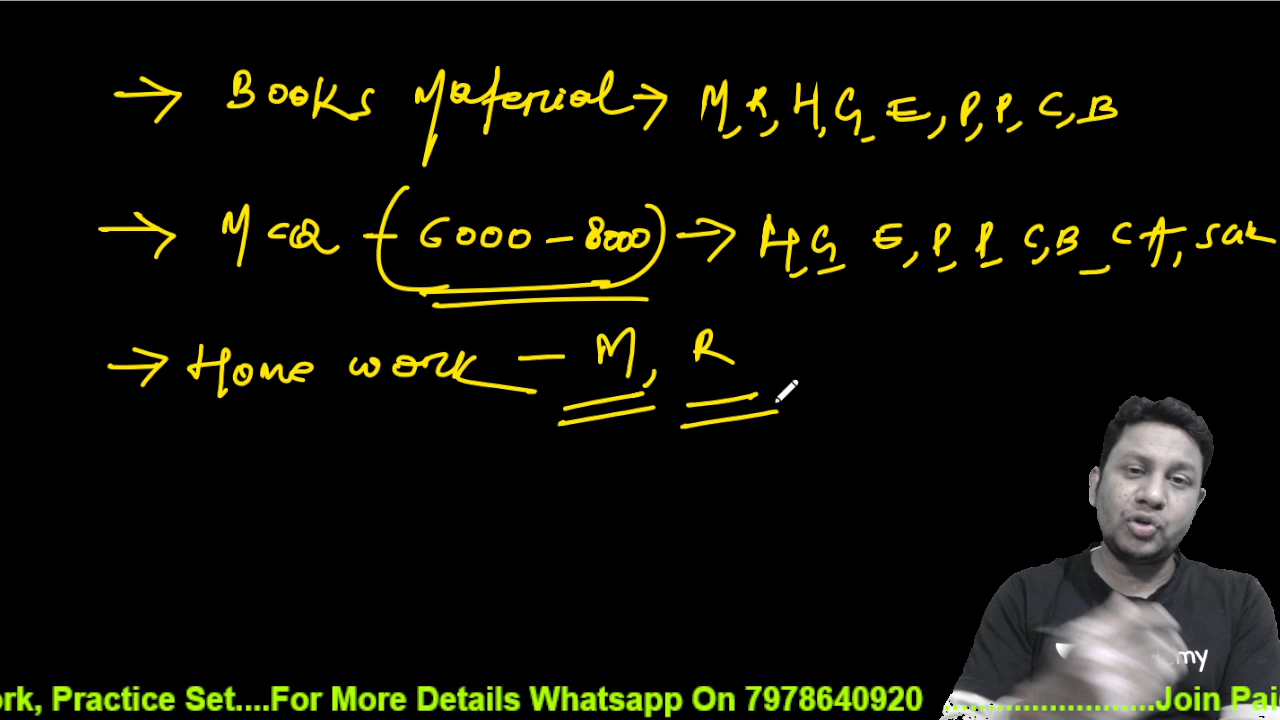 → Books Material → M, R, H, G, E, P, P, C, B
→ MCQ - (6000 - 8000) → H, G, E, P, P, C, B, CA, S&K
→ Home work - M, R
my
ork, Practice Set....For More Details Whatsapp On 7978640920 .........................Join Pai